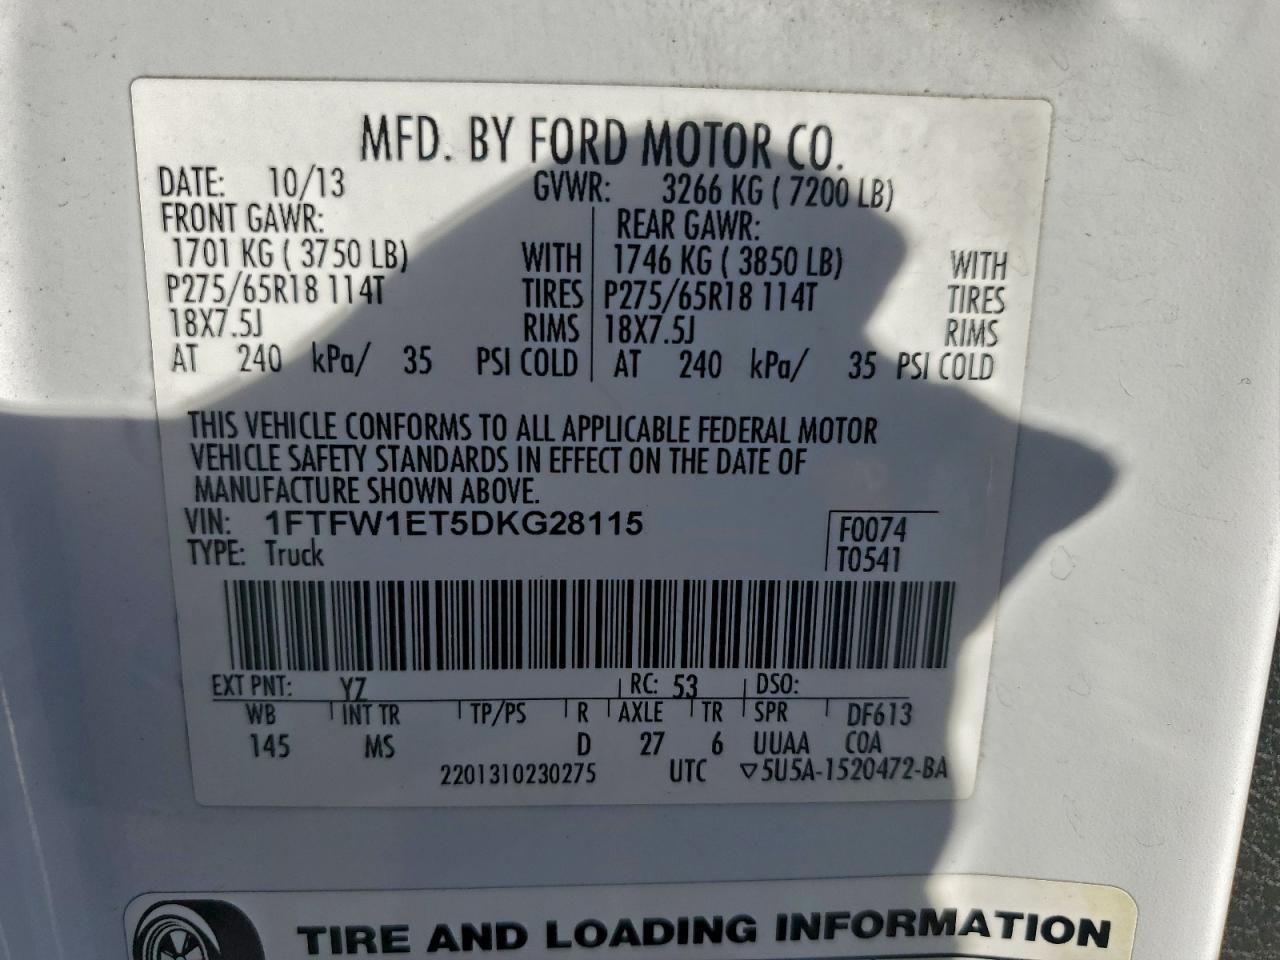 MFD. BY FORD MOTOR CO.
DATE: 10/13 GVWR: 3266 KG ( 7200 LB)
FRONT GAWR: REAR GAWR:
1701 KG ( 3750 LB) WITH 1746 KG ( 3850 LB) WITH
P275/65R18 114T TIRES P275/65R18 114T TIRES
18X7.5J RIMS 18X7.5J RIMS
AT 240 kPa/ 35 PSI COLD AT 240 kPa/ 35 PSI COLD
THIS VEHICLE CONFORMS TO ALL APPLICABLE FEDERAL MOTOR
VEHICLE SAFETY STANDARDS IN EFFECT ON THE DATE OF
MANUFACTURE SHOWN ABOVE.
VIN: 1FTFW1ET5DKG28115 F0074
TYPE: Truck T0541
EXT PNT: YZ RC: 53 DSO:
WB INT TR TP/PS R AXLE TR SPR DF613
145 MS D 27 6 UUAA COA
2201310230275 UTC ▽5U5A-1520472-BA
TIRE AND LOADING INFORMATION